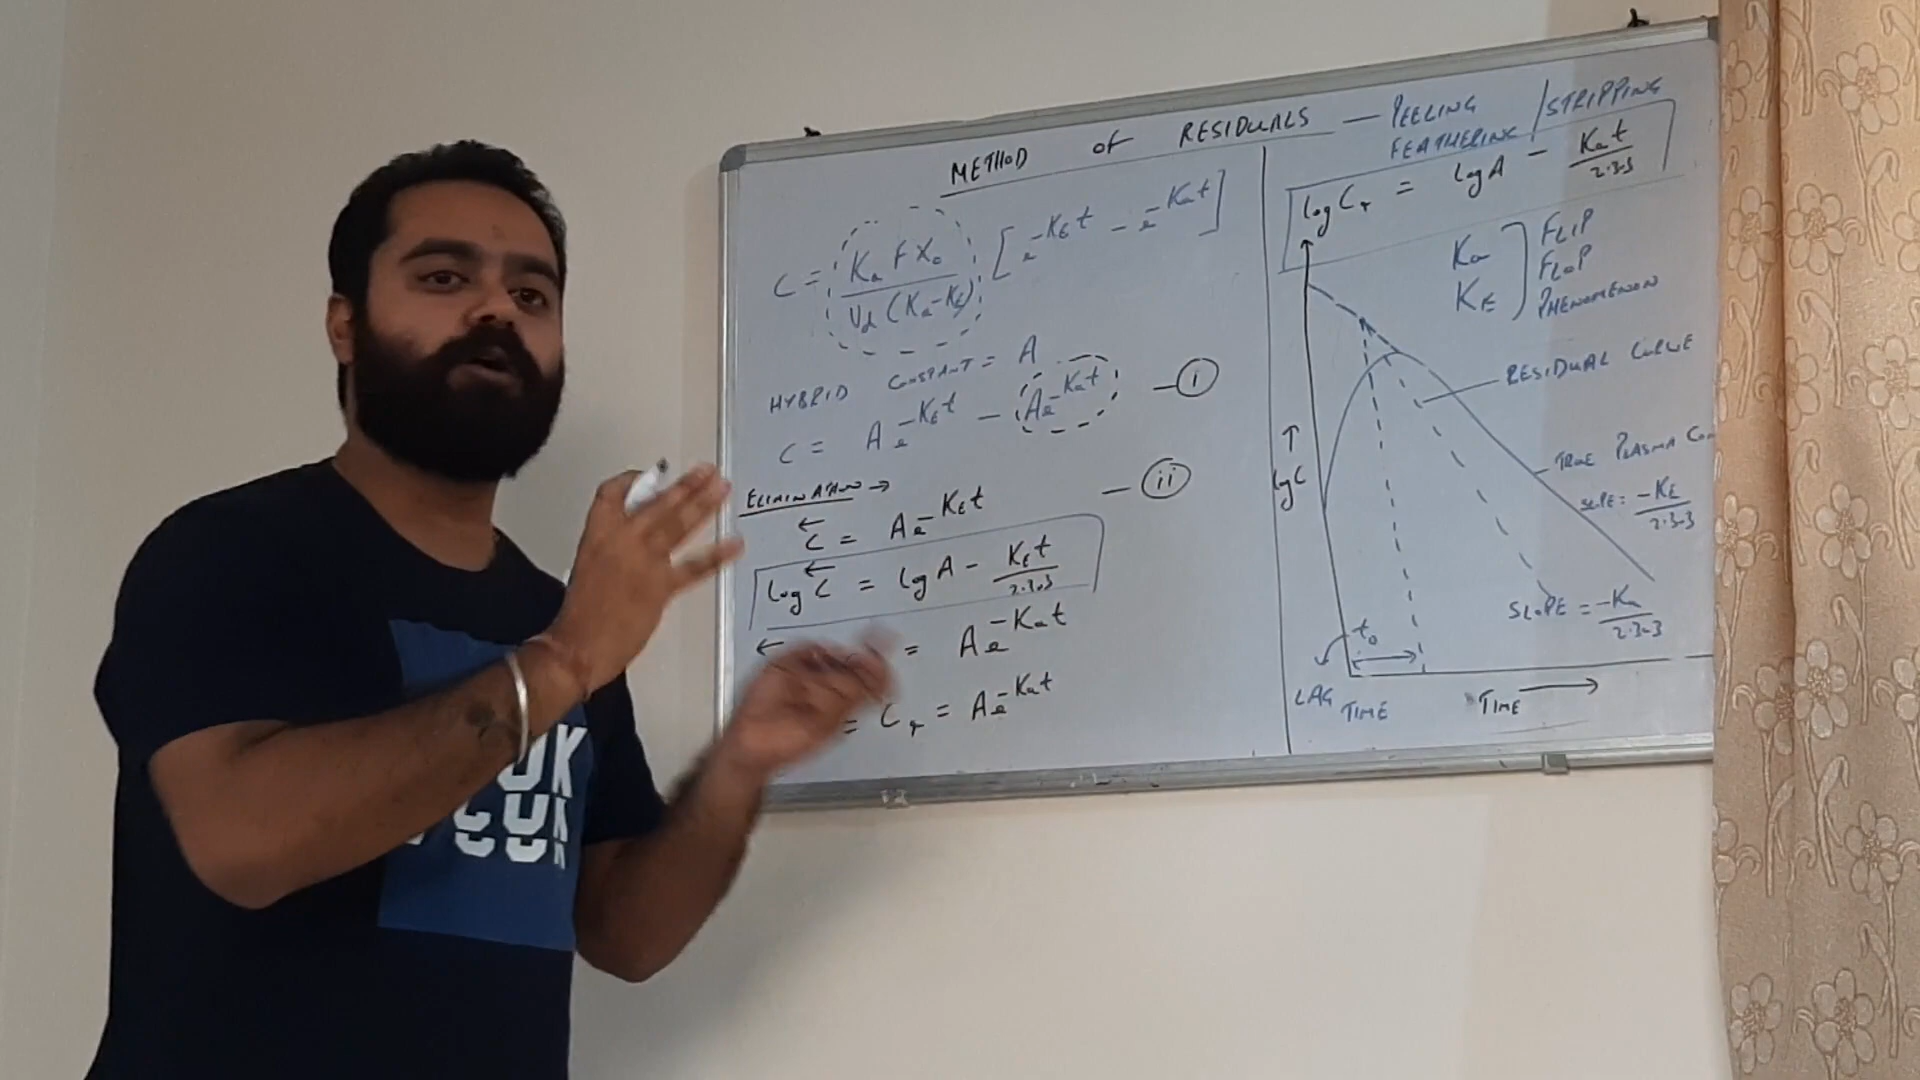 METHOD of RESIDUALS — PEELING
FEATHERING /STRIPPING
C = Ka F X₀ / Vd (Ka-KE) [e^-KEt - e^-Kat]
HYBRID CONSTANT = A
C = A e^-KEt - Ae^-Kat — (i)
ELIMINATION →
C← = A e^-KEt — (ii)
log C← = log A - KEt / 2.303
← = Ae^-Kat
= Cr = Ae^-Kat
log Cr = log A - Kat / 2.303
Ka
KE
FLIP
FLOP
PHENOMENON
RESIDUAL CURVE
TRUE PLASMA
SLOPE = -KE / 2.303
↑
log C
SLOPE = -Ka / 2.303
t₀
LAG TIME
TIME →